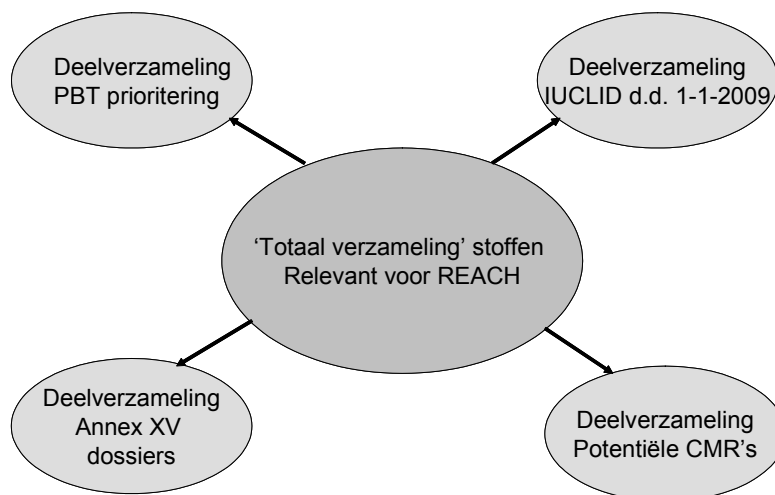 Deelverzameling
PBT prioritering
Deelverzameling
IUCLID d.d. 1-1-2009
‘Totaal verzameling’ stoffen
Relevant voor REACH
Deelverzameling
Annex XV
dossiers
Deelverzameling
Potentiële CMR’s